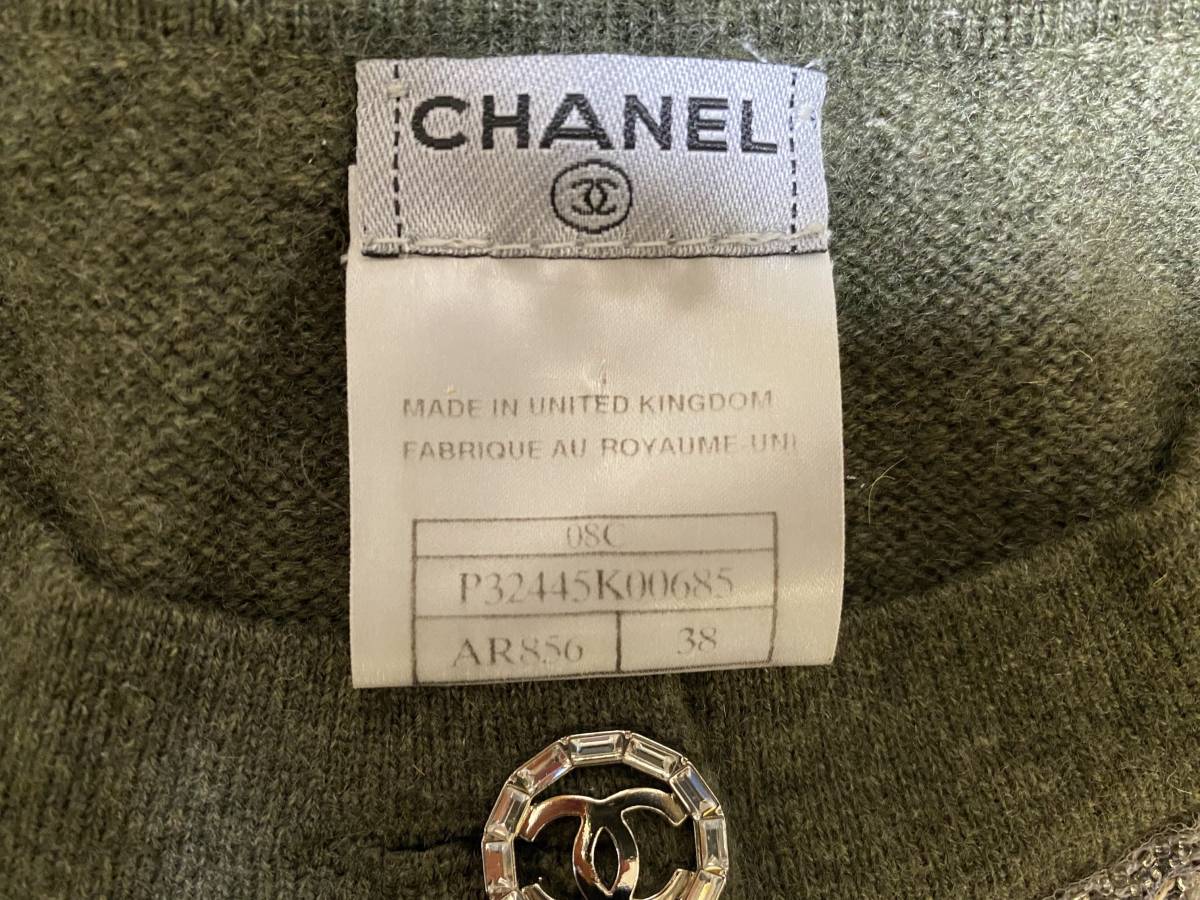 CHANEL
MADE IN UNITED KINGDOM
FABRIQUE AU ROYAUME-UNI
08C
P32445K00685
AR856 38